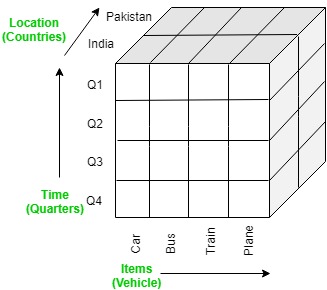 Location
(Countries)
Pakistan
India
Q1
Q2
Q3
Q4
Time
(Quarters)
Car
Bus
Train
Plane
Items
(Vehicle)